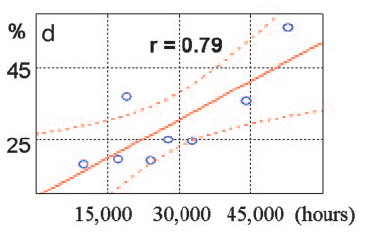 % d
r = 0.79
45
25
15,000 30,000 45,000 (hours)